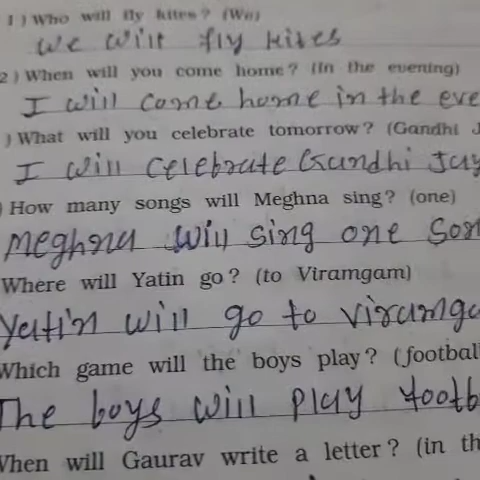 1) Who will fly kites? (We)
we will fly kites
2) When will you come home? (In the evening)
I will come home in the eve
) What will you celebrate tomorrow? (Gandhi J
I will celebrate Gandhi Jay
How many songs will Meghna sing? (one)
Meghna will sing one son
Where will Yatin go? (to Viramgam)
Yatin will go to viramga
Which game will the boys play? (footbal
The boys will play footb
When will Gaurav write a letter? (in th